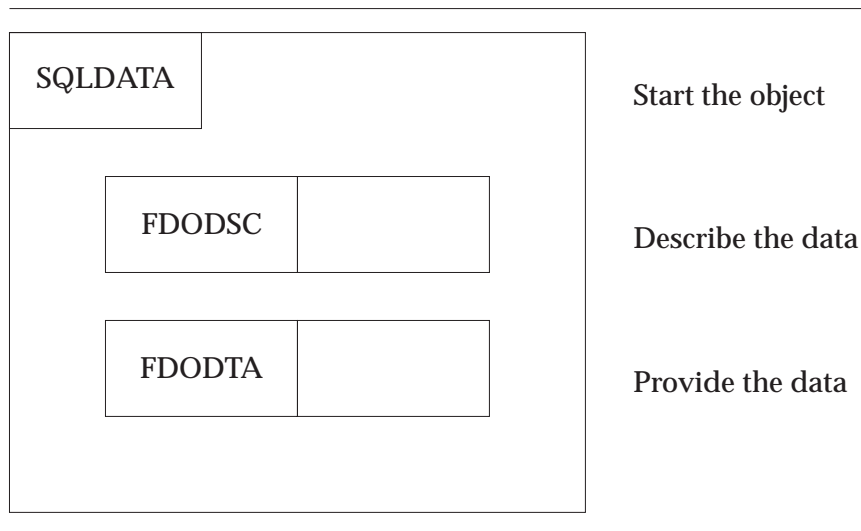 SQLDATA
Start the object
FDODSC
Describe the data
FDODTA
Provide the data